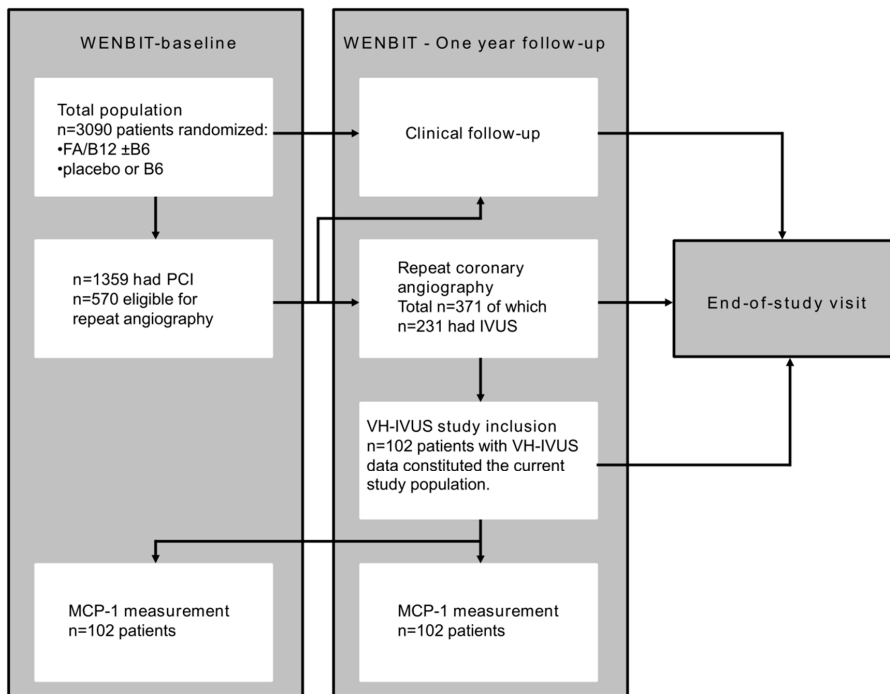 WENBIT-baseline
Total population
n=3090 patients randomized:
•FA/B12 ±B6
•placebo or B6
n=1359 had PCI
n=570 eligible for
repeat angiography
MCP-1 measurement
n=102 patients
WENBIT - One year follow-up
Clinical follow-up
Repeat coronary
angiography
Total n=371 of which
n=231 had IVUS
VH-IVUS study inclusion
n=102 patients with VH-IVUS
data constituted the current
study population.
MCP-1 measurement
n=102 patients
End-of-study visit